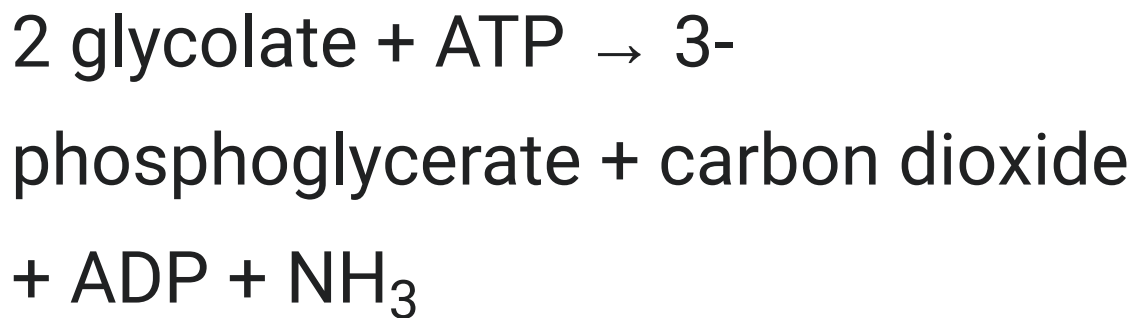 2 glycolate + ATP → 3-
phosphoglycerate + carbon dioxide
+ ADP + NH₃